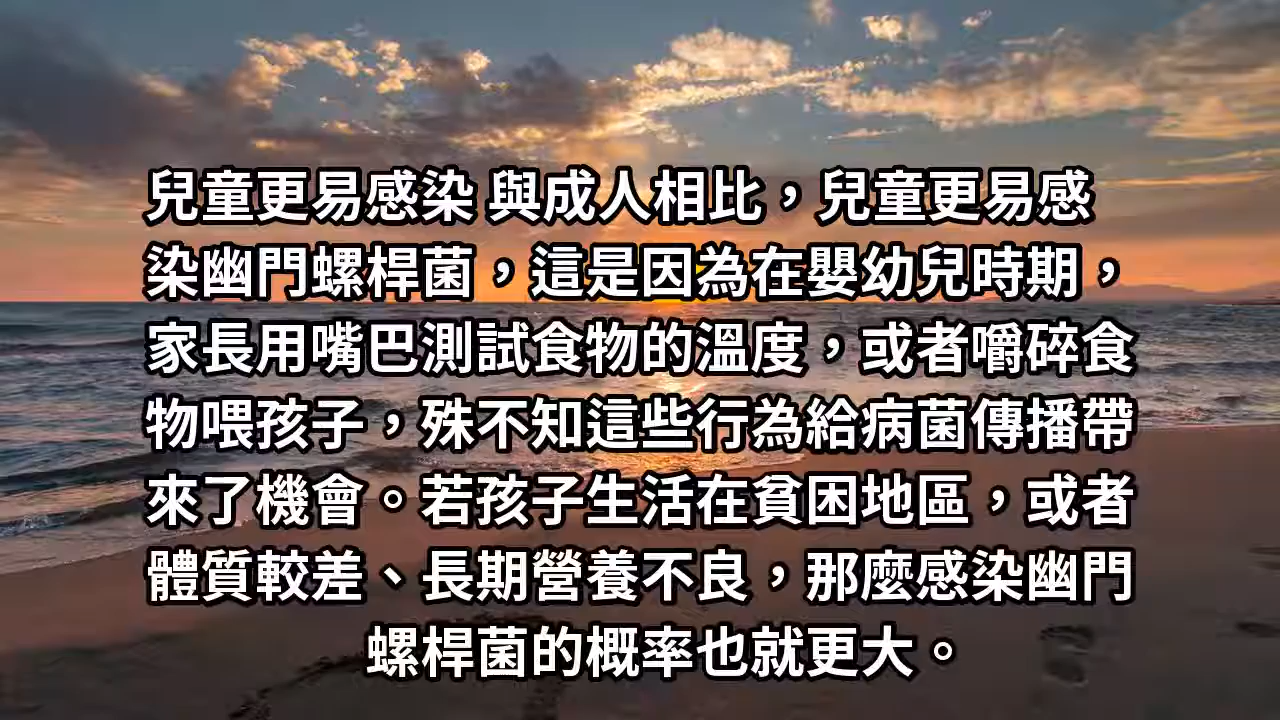 兒童更易感染 與成人相比，兒童更易感
染幽門螺桿菌，這是因為在嬰幼兒時期，
家長用嘴巴測試食物的溫度，或者嚼碎食
物喂孩子，殊不知這些行為給病菌傳播帶
來了機會。若孩子生活在貧困地區，或者
體質較差、長期營養不良，那麼感染幽門
螺桿菌的概率也就更大。